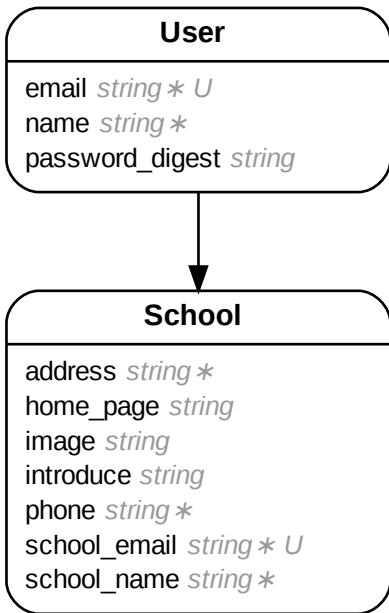 User
email string ∗ U
name string ∗
password_digest string
School
address string ∗
home_page string
image string
introduce string
phone string ∗
school_email string ∗ U
school_name string ∗